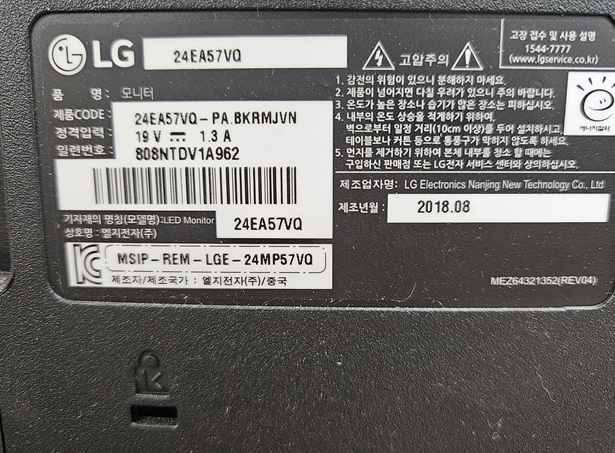 LG 24EA57VQ
품 명 : 모니터
제품CODE : 24EA57VQ-PA.BKRMJVN
정격입력 : 19 V ⎓ 1.3 A
일련번호 : 808NTDV1A962
기자재의 명칭(모델명):LED Monitor 24EA57VQ
상호명 : 엘지전자(주)
MSIP-REM-LGE-24MP57VQ
제조자/제조국가 : 엘지전자(주)/중국
고압주의
고장 접수 및 사용 설명
1544-7777
(www.lgservice.co.kr)
1. 감전의 위험이 있으니 분해하지 마세요.
2. 제품이 넘어지면 다칠 우려가 있으니 주의 바랍니다.
3. 온도가 높은 장소나 습기가 많은 장소는 피하십시오.
4. 내부의 온도 상승을 적게하기 위하여,
벽으로부터 일정 거리(10cm 이상)를 두어 설치하시고,
테이블보나 커튼 등으로 통풍구가 막히지 않도록 하세요.
5. 먼지를 제거하기 위하여 본체 내부를 청소 할 때에는
구입하신 판매점 또는 LG전자 서비스 센터와 상의하십시오.
에너지절약
제조업자명: LG Electronics Nanjing New Technology Co., Ltd
제조년월 : 2018.08
MEZ64321352(REV04)
K